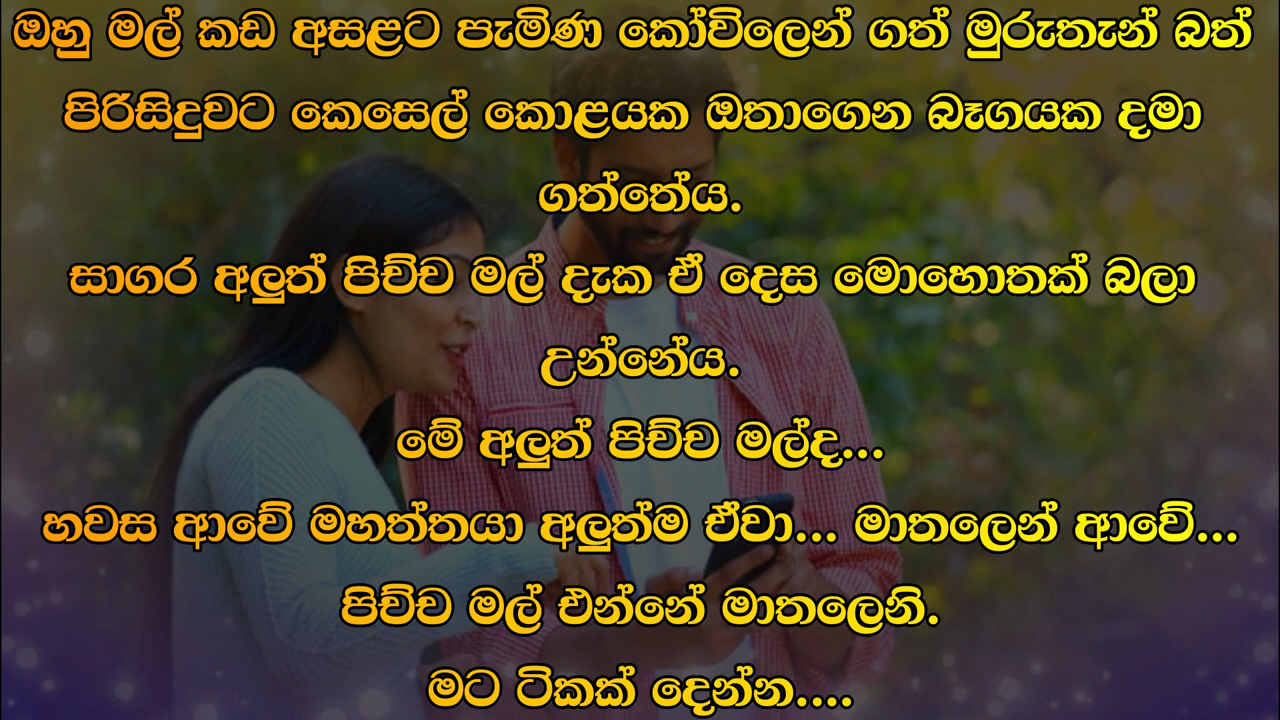 ඔහු මල් කඩ අසළට පැමිණ කෝවිලෙන් ගත් මුරුතැන් බත්
පිරිසිදුවට කෙසෙල් කොළයක ඔතාගෙන බෑගයක දමා
ගත්තේය.
සාගර අලුත් පිච්ච මල් දැක ඒ දෙස මොහොතක් බලා
උන්නේය.
මේ අලුත් පිච්ච මල්ද...
හවස ආවේ මහත්තයා අලුත්ම ඒවා... මාතලෙන් ආවේ...
පිච්ච මල් එන්නේ මාතලෙනි.
මට ටිකක් දෙන්න....